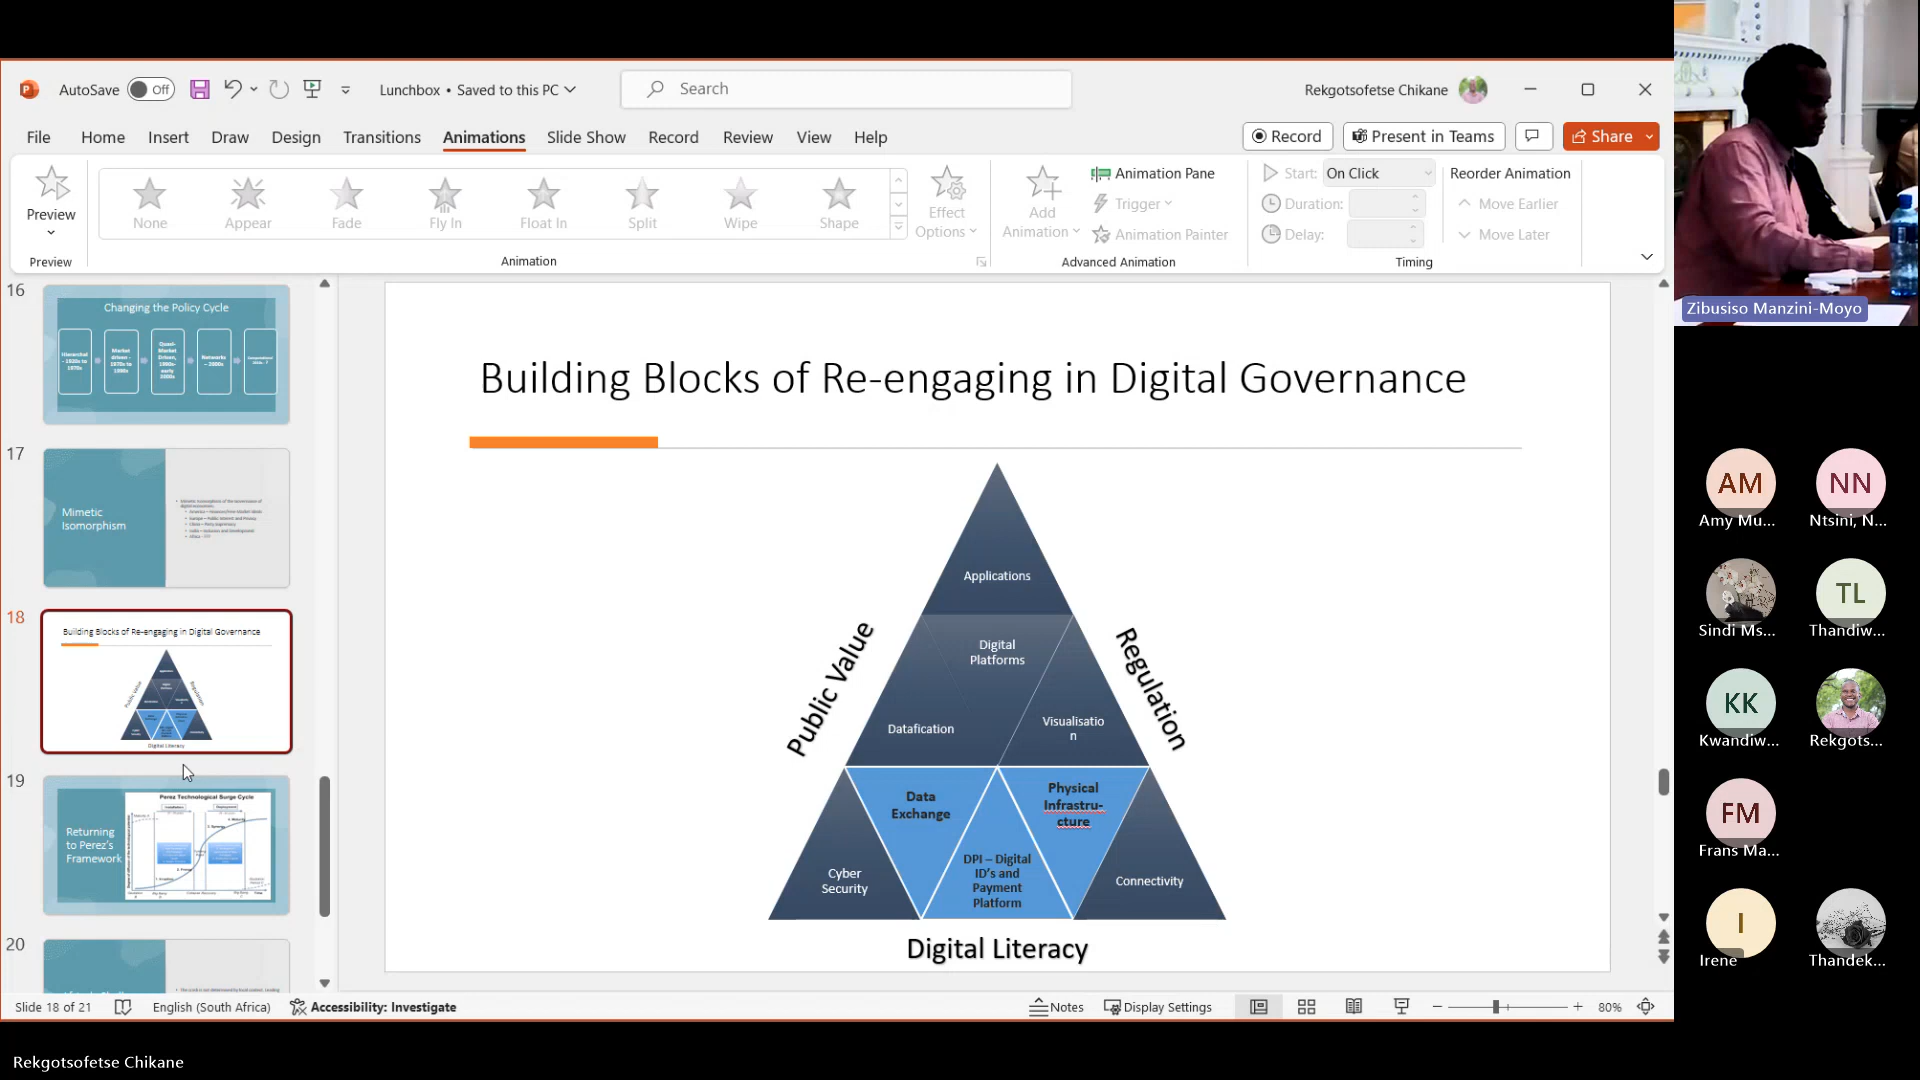 AutoSave Off
Lunchbox • Saved to this PC
Search
Rekgotsofetse Chikane
File Home Insert Draw Design Transitions Animations Slide Show Record Review View Help
Record Present in Teams Share
Preview
Preview
None Appear Fade Fly In Float In Split Wipe Shape
Animation
Effect Options
Add Animation
Animation Pane
Trigger
Animation Painter
Advanced Animation
Start: On Click
Duration:
Delay:
Timing
Reorder Animation
Move Earlier
Move Later
16
Changing the Policy Cycle
17
Mimetic
Isomorphism
18
Building Blocks of Re-engaging in Digital Governance
Public Value
Regulation
Digital Literacy
19
Returning
to Perez's
Framework
Perez Technological Surge Cycle
20
Building Blocks of Re-engaging in Digital Governance
Applications
Digital
Platforms
Datafication
Visualisatio
n
Data
Exchange
Physical
Infrastru-
cture
Cyber
Security
DPI – Digital
ID's and
Payment
Platform
Connectivity
Public Value
Regulation
Digital Literacy
Slide 18 of 21
English (South Africa)
Accessibility: Investigate
Notes
Display Settings
80%
Zibusiso Manzini-Moyo
AM
Amy Mu...
NN
Ntsini, N...
Sindi Ms...
TL
Thandiw...
KK
Kwandiw...
Rekgots...
FM
Frans Ma...
I
Irene
Thandek...
Rekgotsofetse Chikane